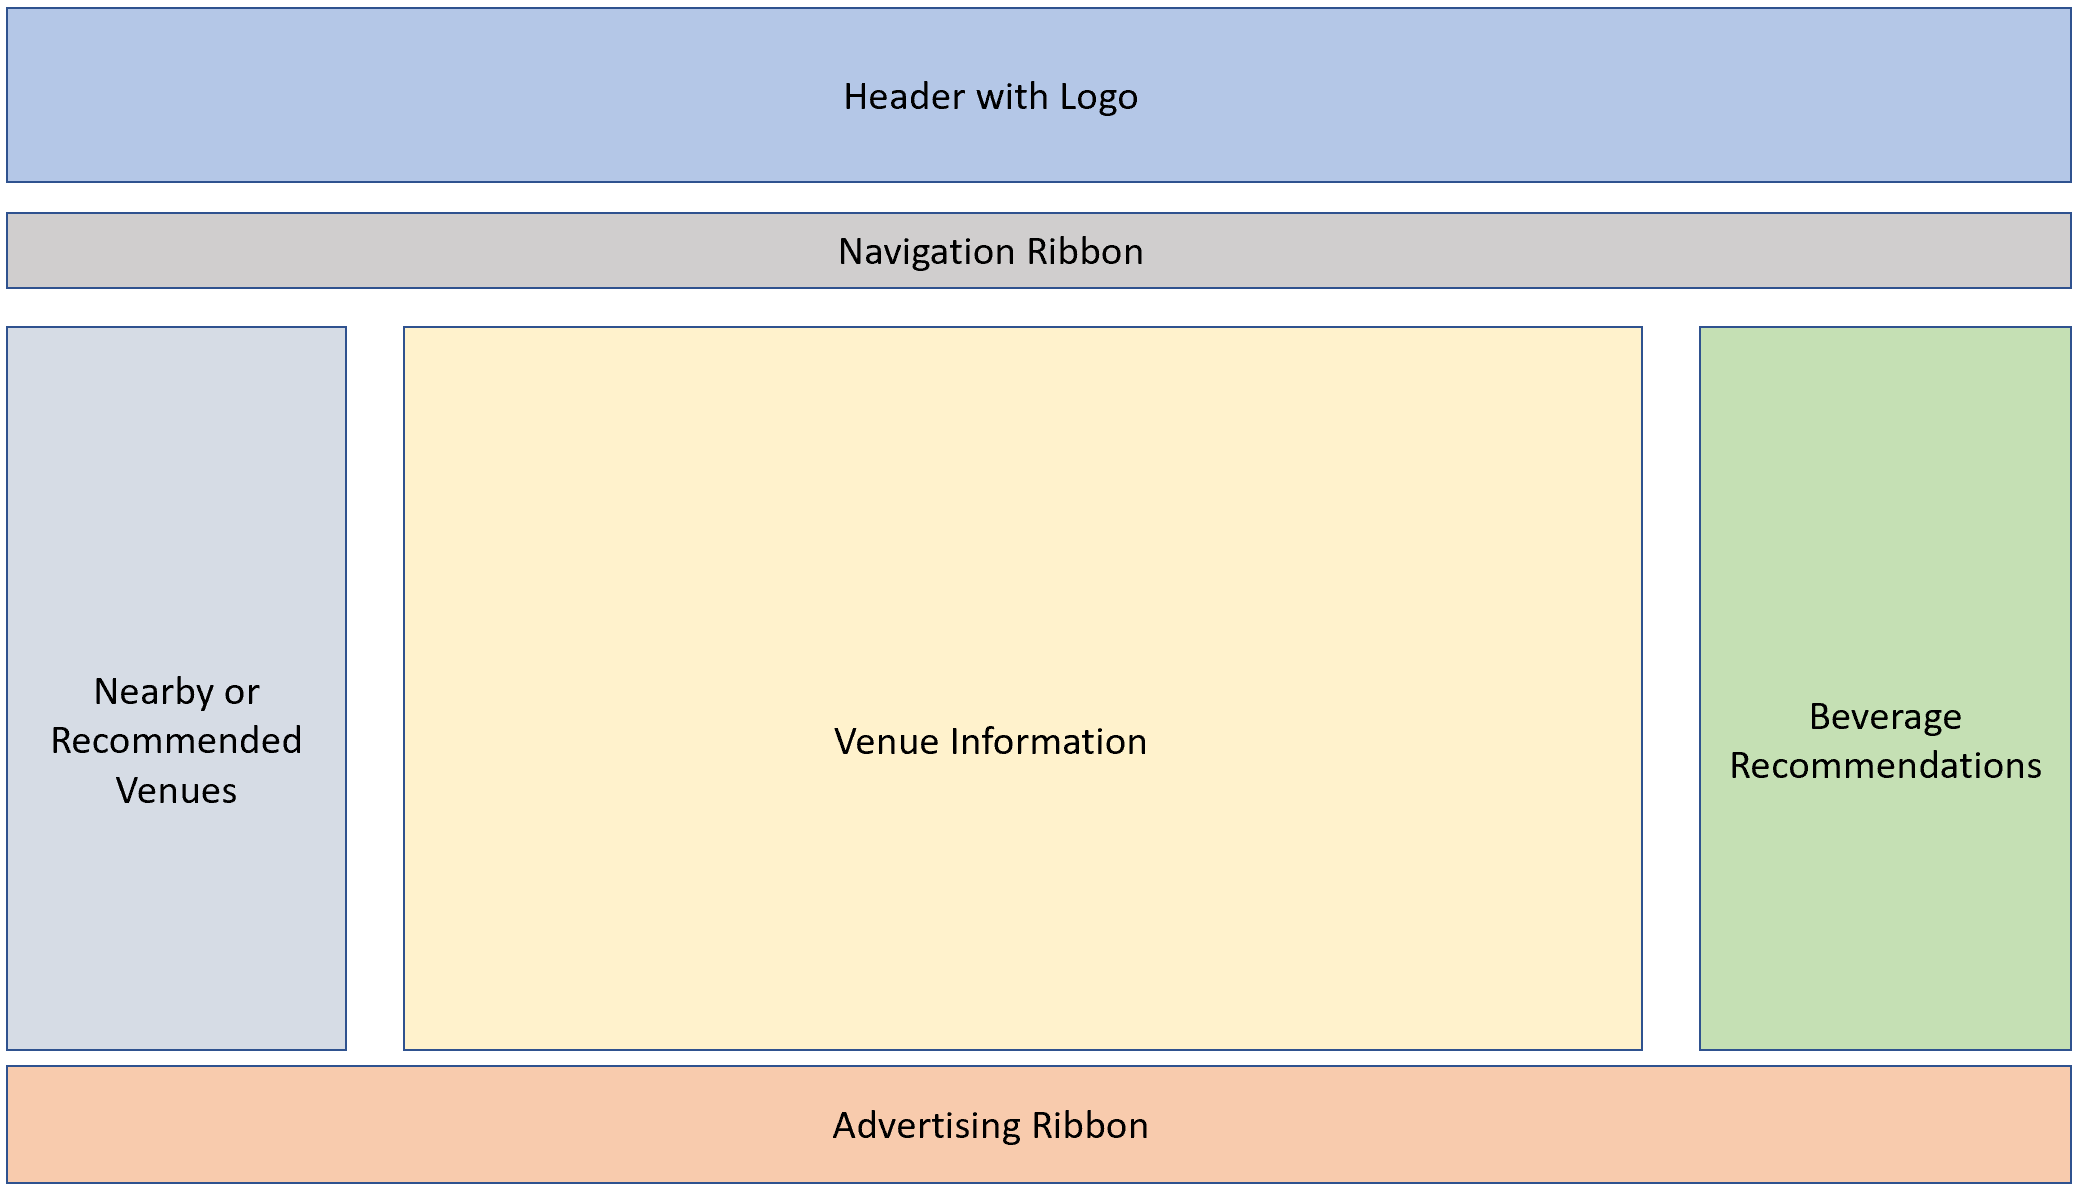 Header with Logo
Navigation Ribbon
Nearby or
Recommended
Venues
Venue Information
Beverage
Recommendations
Advertising Ribbon